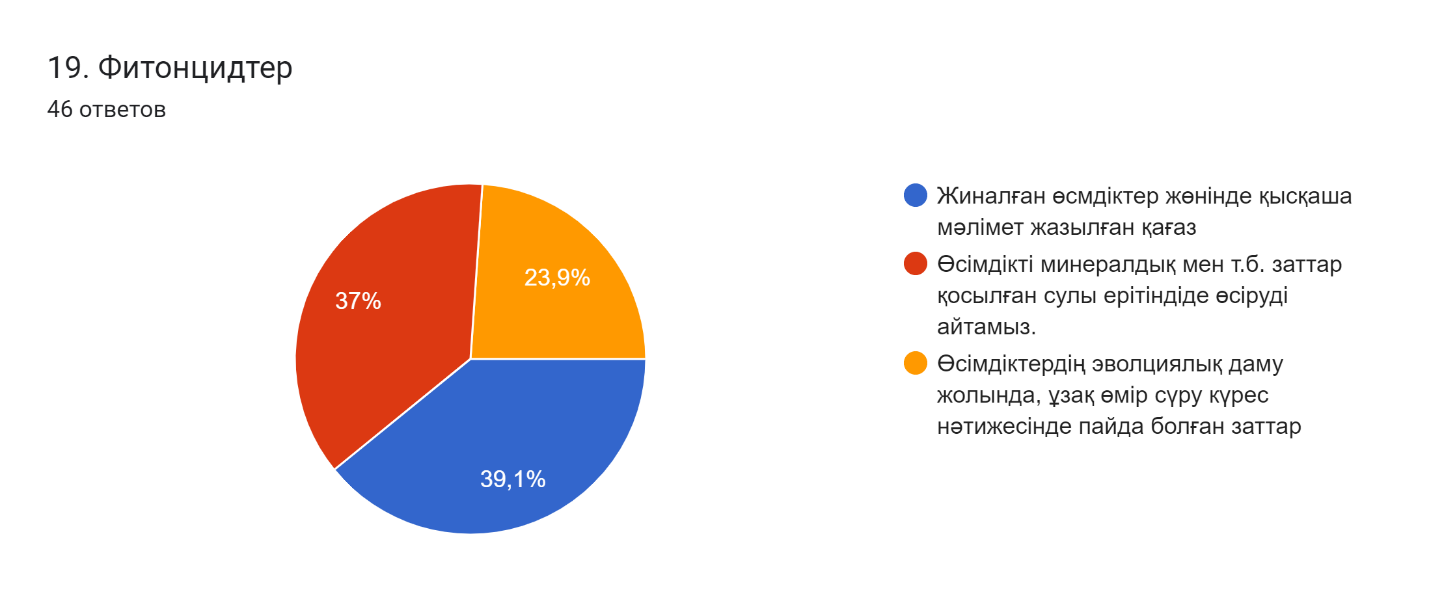 19. Фитонцидтер
46 ответов
23,9%
37%
39,1%
Жиналған өсмдіктер жөнінде қысқаша
мәлімет жазылған қағаз
Өсімдікті минералдық мен т.б. заттар
қосылған сулы ерітіндіде өсіруді
айтамыз.
Өсімдіктердің эволциялық даму
жолында, ұзақ өмір сүру күрес
нәтижесінде пайда болған заттар